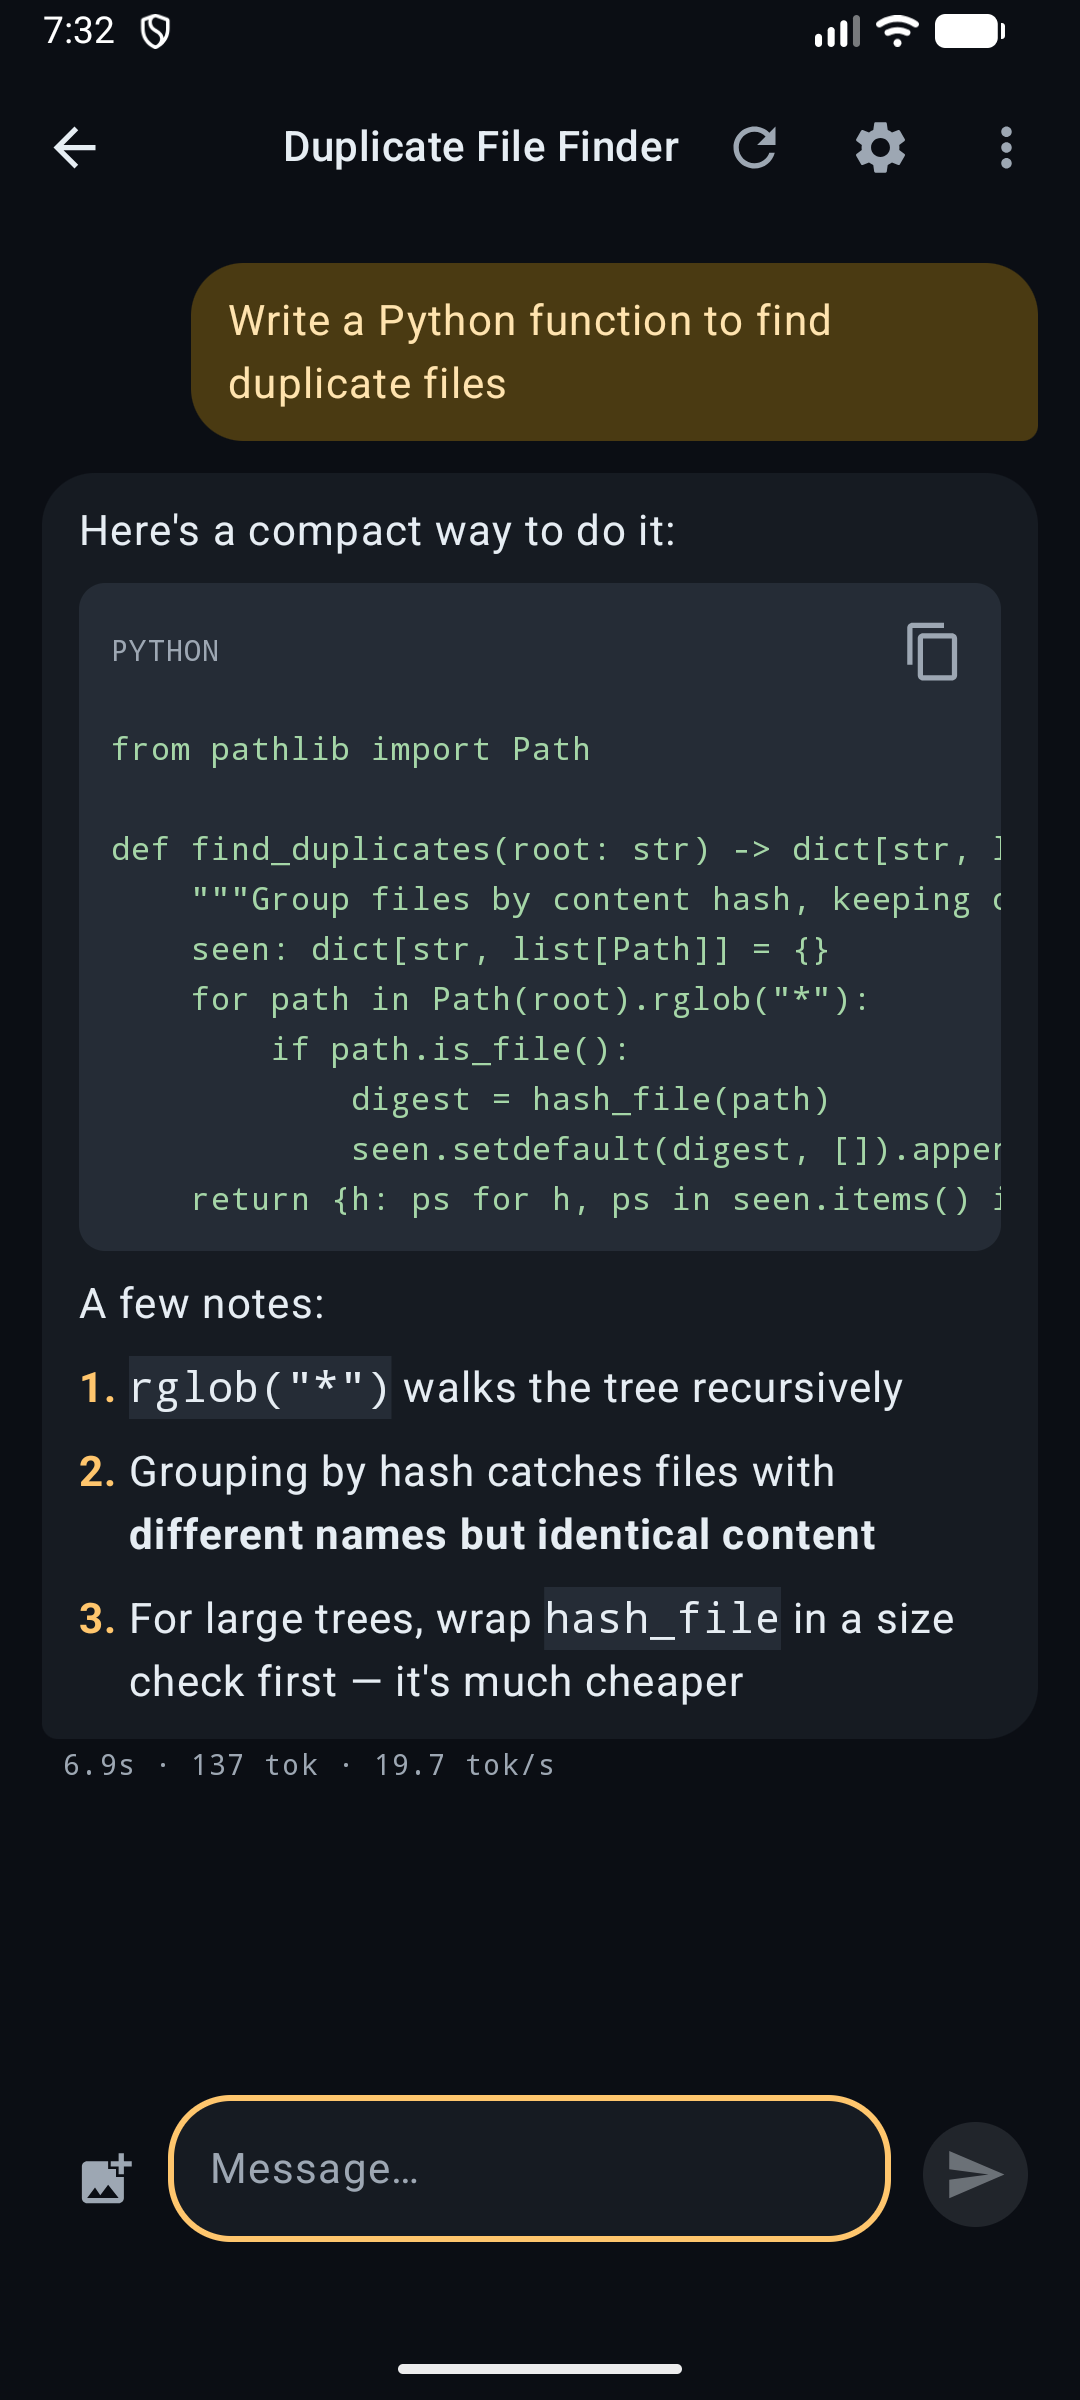 7:32
Duplicate File Finder
Write a Python function to find
duplicate files
Here's a compact way to do it:
PYTHON
from pathlib import Path
def find_duplicates(root: str) -> dict[str,
"""Group files by content hash, keeping
seen: dict[str, list[Path]] = {}
for path in Path(root).rglob("*"):
if path.is_file():
digest = hash_file(path)
seen.setdefault(digest, []).appen
return {h: ps for h, ps in seen.items()
A few notes:
1. rglob("*") walks the tree recursively
2. Grouping by hash catches files with
different names but identical content
3. For large trees, wrap hash_file in a size
check first — it's much cheaper
6.9s · 137 tok · 19.7 tok/s
Message…